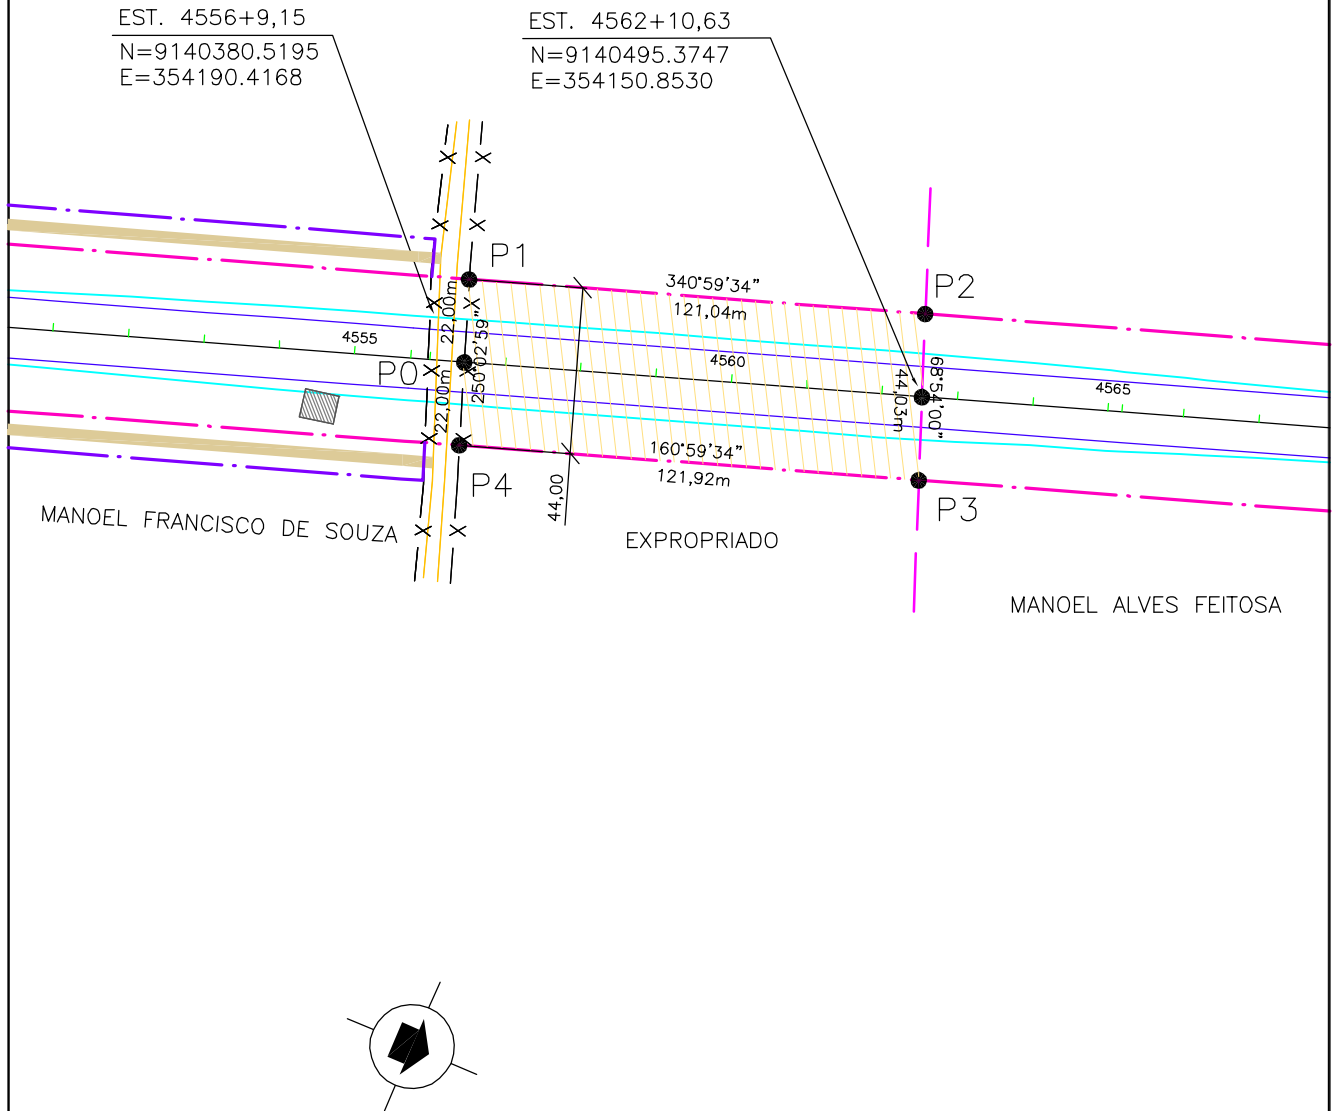 EST. 4556+9,15
N=9140380.5195
E=354190.4168
EST. 4562+10,63
N=9140495.3747
E=354150.8530
P1
340°59'34"
121,04m
P2
22,00m
250°02'59"
4555
P0
22,00m
4560
68°54'00"
44,03m
4565
160°59'34"
121,92m
P4
44,00
P3
MANOEL FRANCISCO DE SOUZA
EXPROPRIADO
MANOEL ALVES FEITOSA